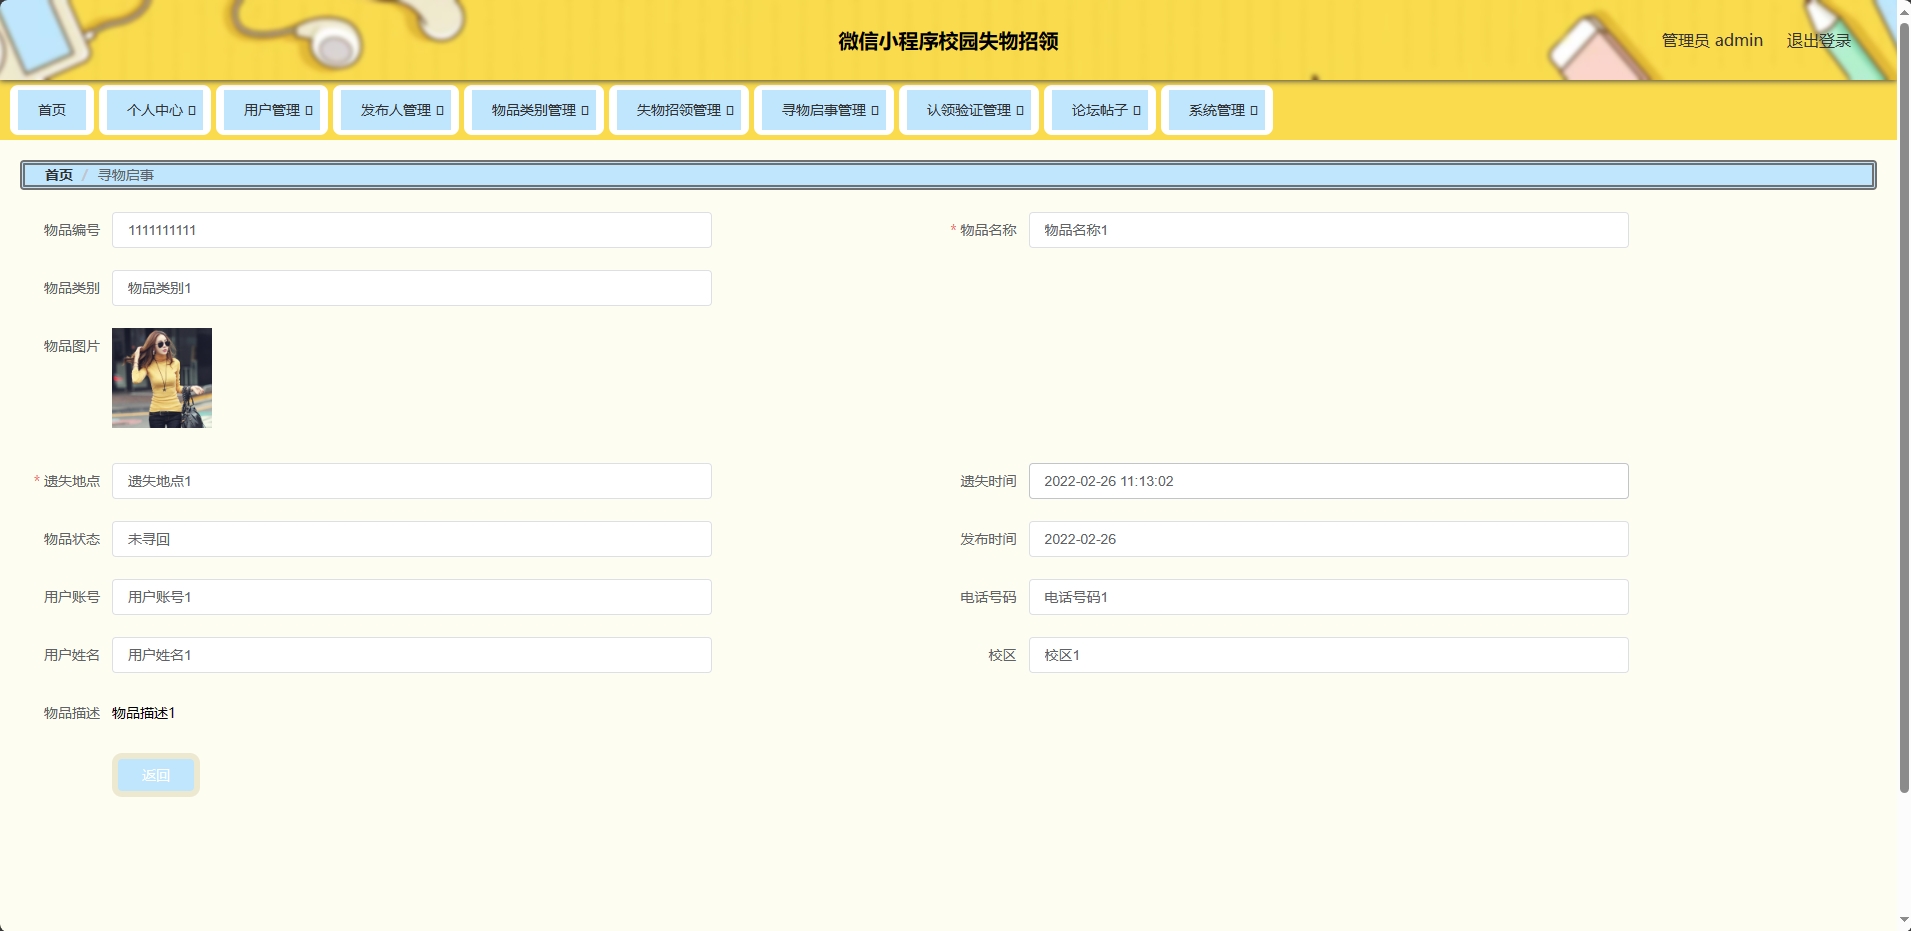 微信小程序校园失物招领
管理员 admin 退出登录
首页 个人中心 用户管理 发布人管理 物品类别管理 失物招领管理 寻物启事管理 认领验证管理 论坛帖子 系统管理
首页 / 寻物启事
物品编号 1111111111 * 物品名称 物品名称1
物品类别 物品类别1
物品图片
* 遗失地点 遗失地点1 遗失时间 2022-02-26 11:13:02
物品状态 未寻回 发布时间 2022-02-26
用户账号 用户账号1 电话号码 电话号码1
用户姓名 用户姓名1 校区 校区1
物品描述 物品描述1
返回